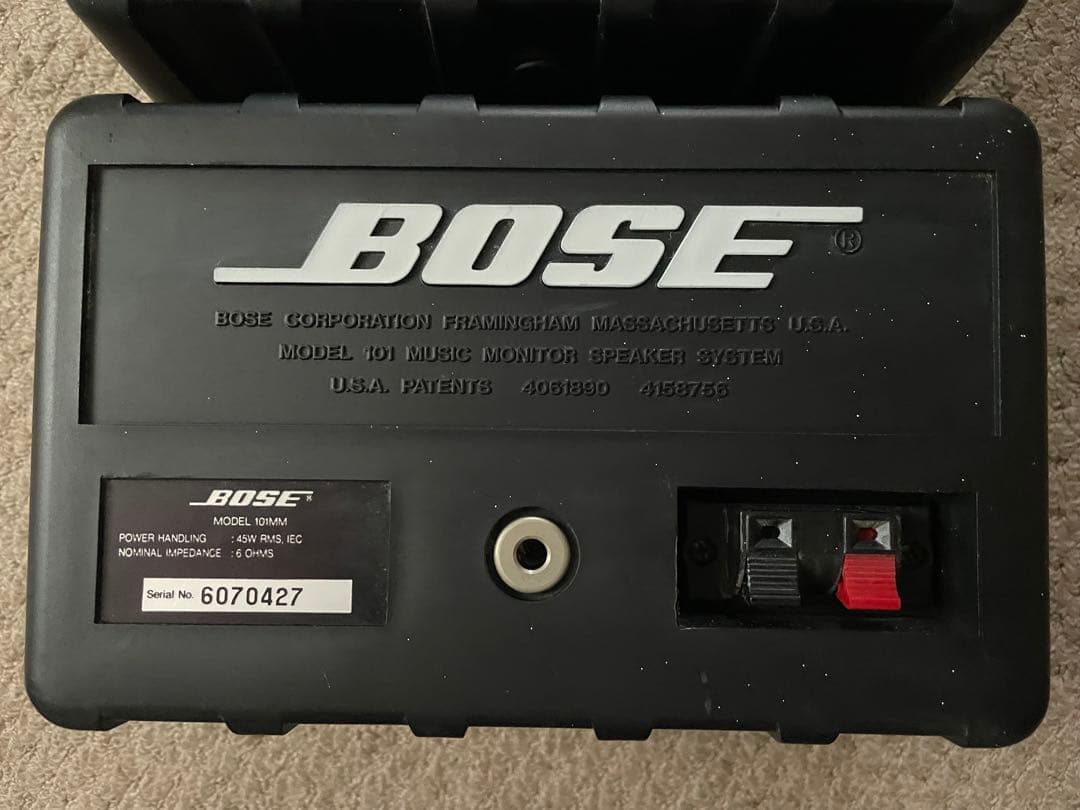 BOSE ®
BOSE CORPORATION FRAMINGHAM MASSACHUSETTS U.S.A.
MODEL 101 MUSIC MONITOR SPEAKER SYSTEM
U.S.A. PATENTS 4061890 4158756
BOSE ®
MODEL 101MM
POWER HANDLING : 45W RMS, IEC
NOMINAL IMPEDANCE : 6 OHMS
Serial No. 6070427